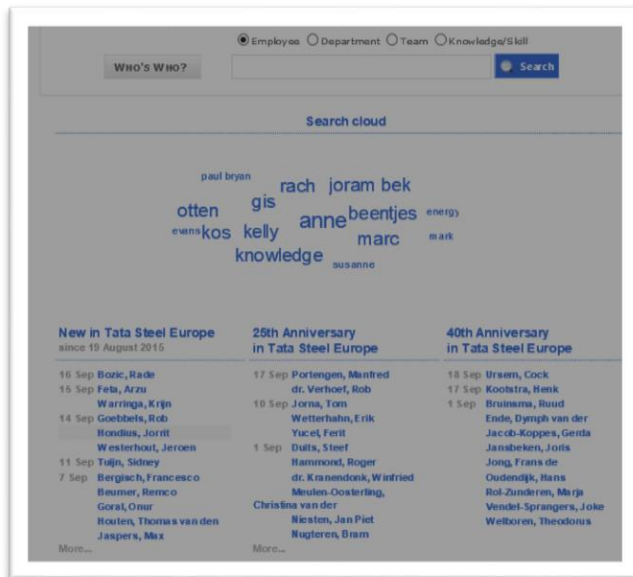 Employee Department Team Knowledge/Skill
WHO'S WHO? Search
Search cloud
paul bryan
rach joram bek
gis
otten
anne beentjes energy
evans kos kelly marc mark
knowledge susanne
New in Tata Steel Europe
since 19 August 2015
16 Sep Bozic, Rade
15 Sep Feta, Arzu
Warringa, Krijn
14 Sep Goebbels, Rob
Hondius, Jorrit
Westerhout, Jeroen
11 Sep Tuijn, Sidney
7 Sep Bergisch, Francesco
Beumer, Remco
Goral, Onur
Houten, Thomas van den
Jaspers, Max
More...
25th Anniversary
in Tata Steel Europe
17 Sep Portengen, Manfred
dr. Verhoef, Rob
10 Sep Jorna, Tom
Wetterhahn, Erik
Yucel, Ferit
1 Sep Duits, Steef
Hammond, Roger
dr. Kranendonk, Winfried
Meulen-Oosterling,
Christina van der
Niesten, Jan Piet
Nugteren, Bram
More...
40th Anniversary
in Tata Steel Europe
18 Sep Ursem, Cock
17 Sep Kootstra, Henk
1 Sep Bruinsma, Ruud
Ende, Dymph van der
Jacob-Koppes, Gerda
Jansbeken, Joris
Jong, Frans de
Oudendijk, Hans
Rol-Zunderen, Marja
Vendel-Sprangers, Joke
Welboren, Theodorus